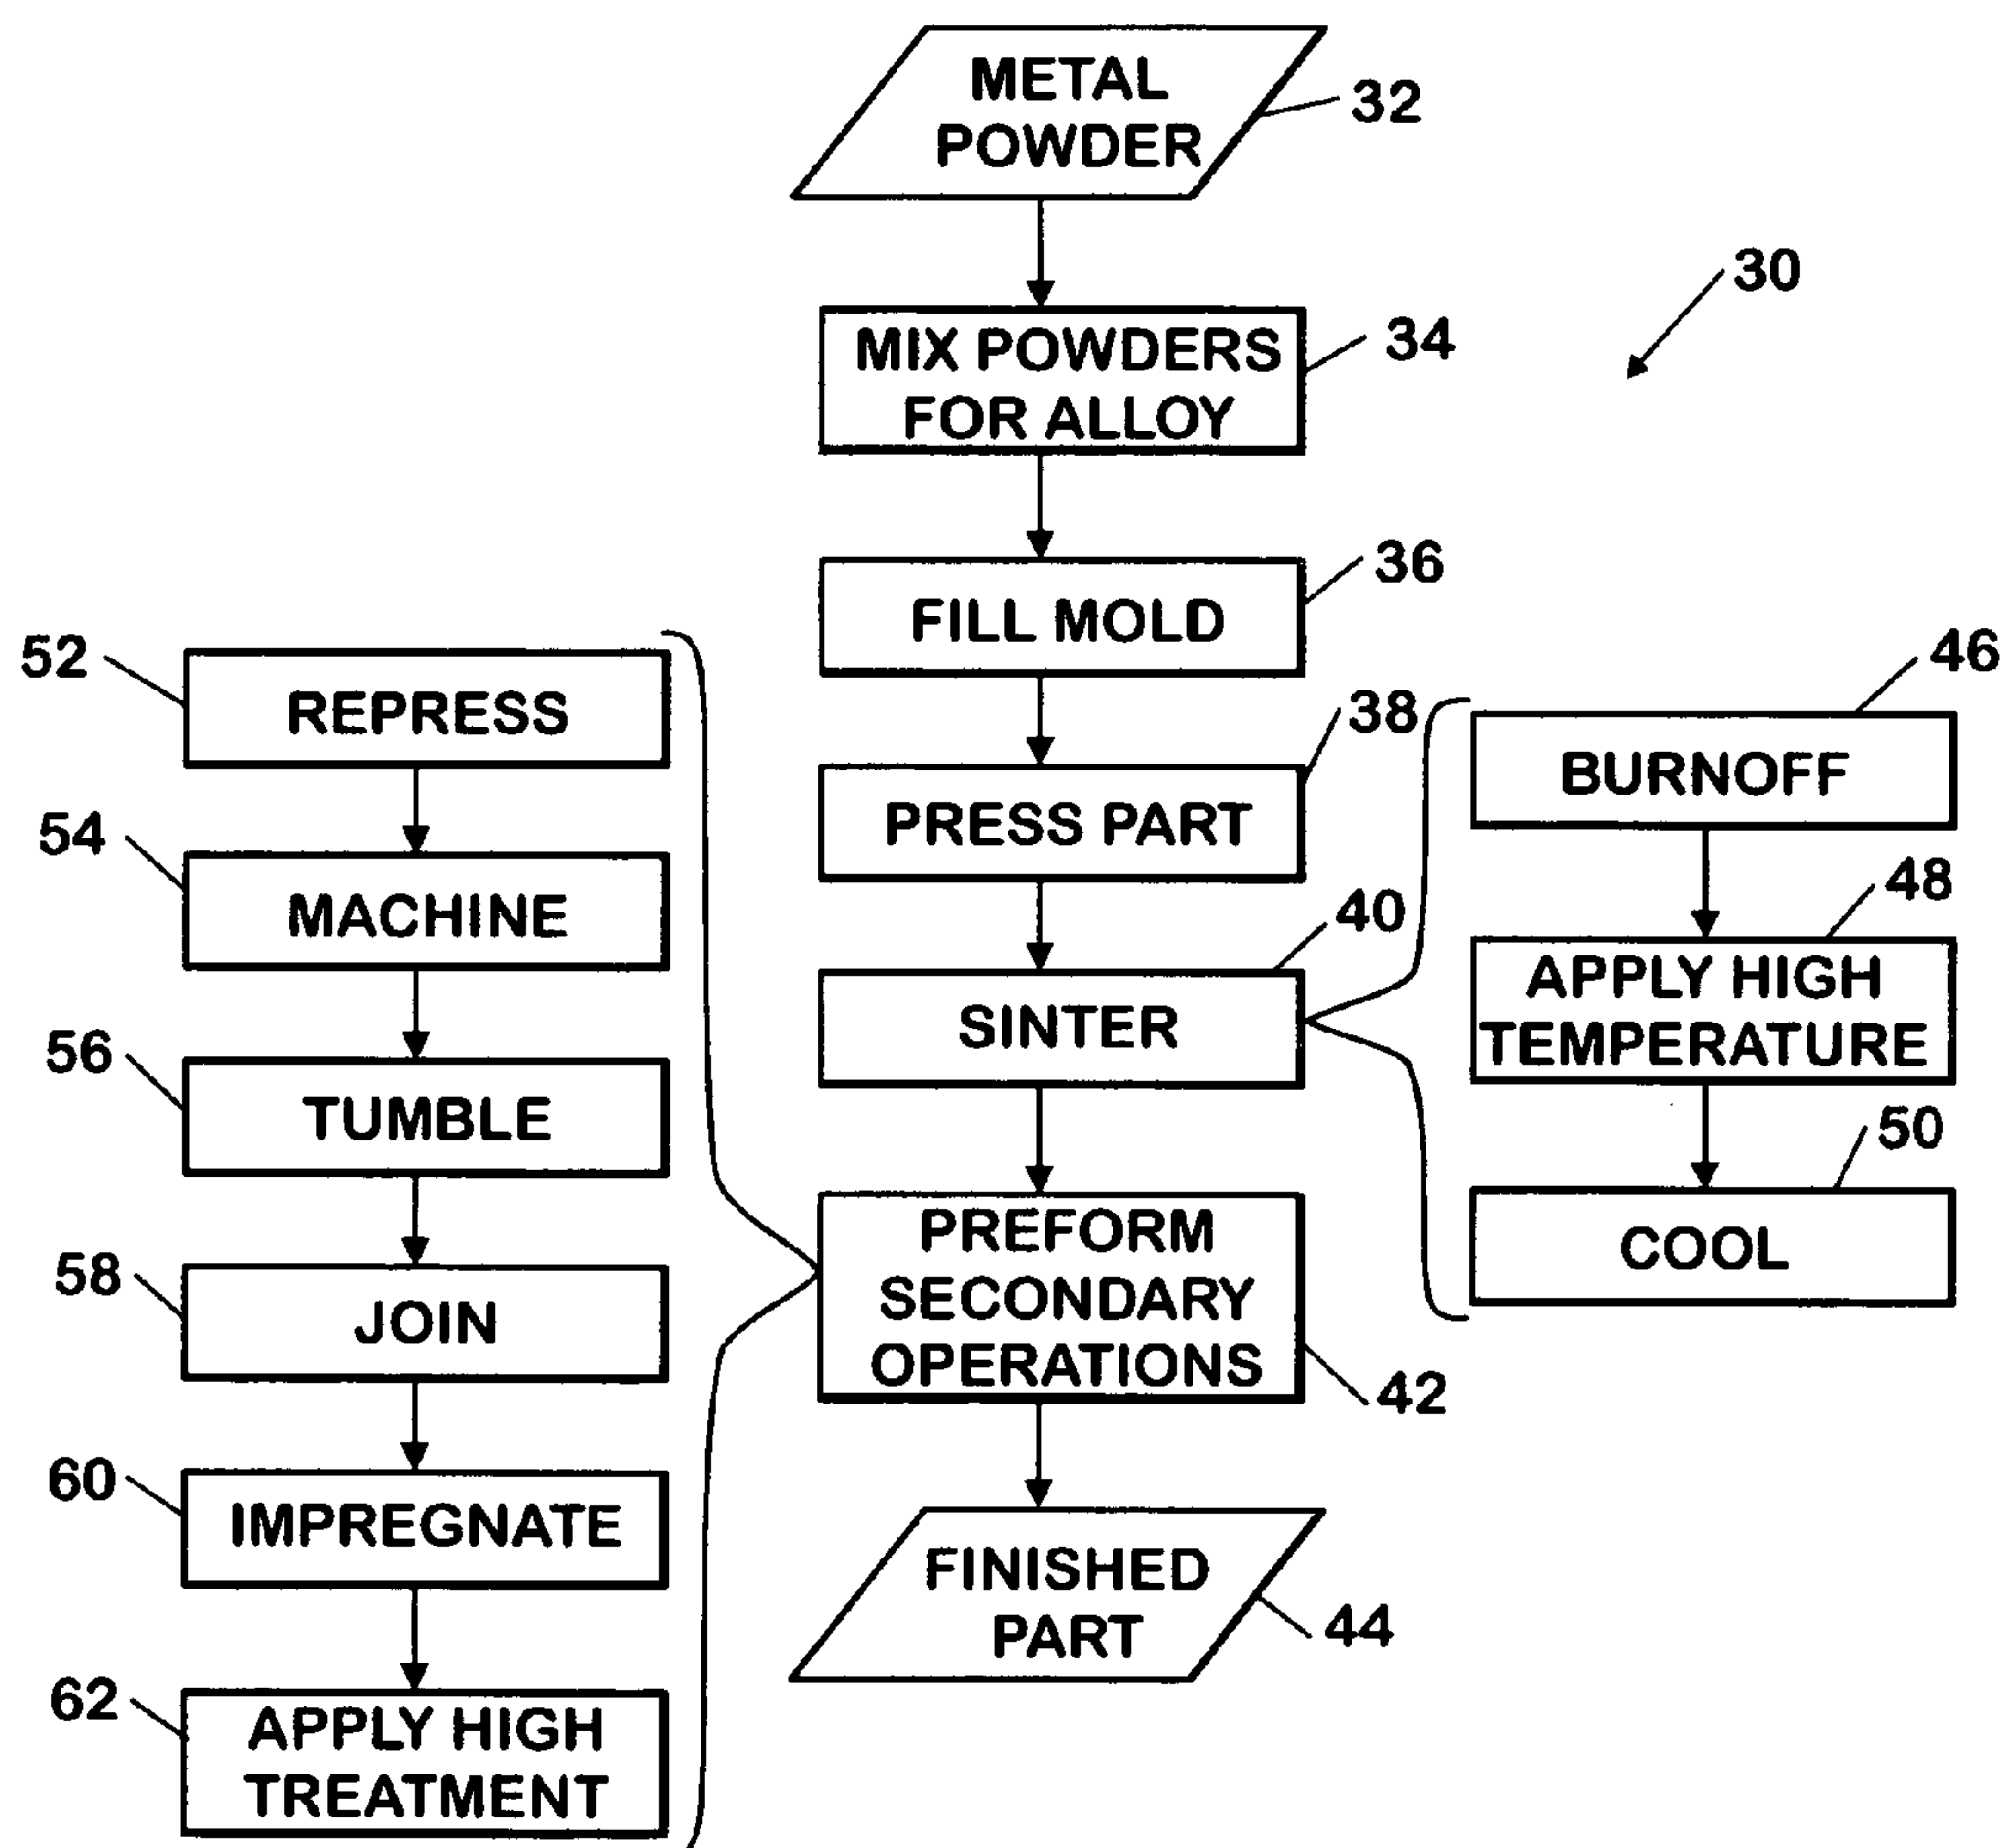 METAL
POWDER
32
30
MIX POWDERS
FOR ALLOY
34
FILL MOLD
36
PRESS PART
38
SINTER
40
PREFORM
SECONDARY
OPERATIONS
42
FINISHED
PART
44
46
BURNOFF
48
APPLY HIGH
TEMPERATURE
50
COOL
52
REPRESS
54
MACHINE
56
TUMBLE
58
JOIN
60
IMPREGNATE
62
APPLY HIGH
TREATMENT